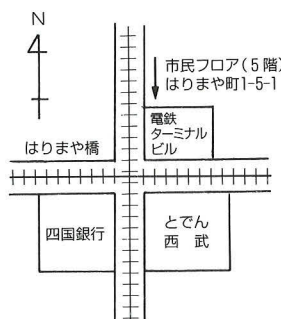 N
市民フロア(5階)
はりまや町1-5-1
電鉄
ターミナル
ビル
はりまや橋
四国銀行
とでん
西武